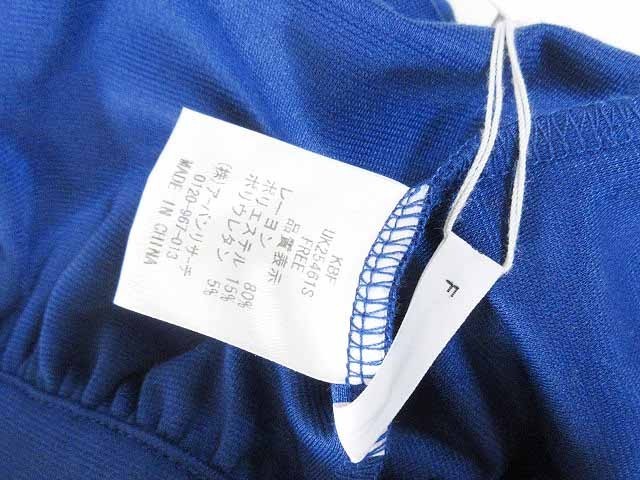 KBF
UK25461S
FREE
品質表示
レーヨン 80%
ポリエステル 15%
ポリウレタン 5%
(株)アーバンリサーチ
0120-967-013
MADE IN CHINA
F